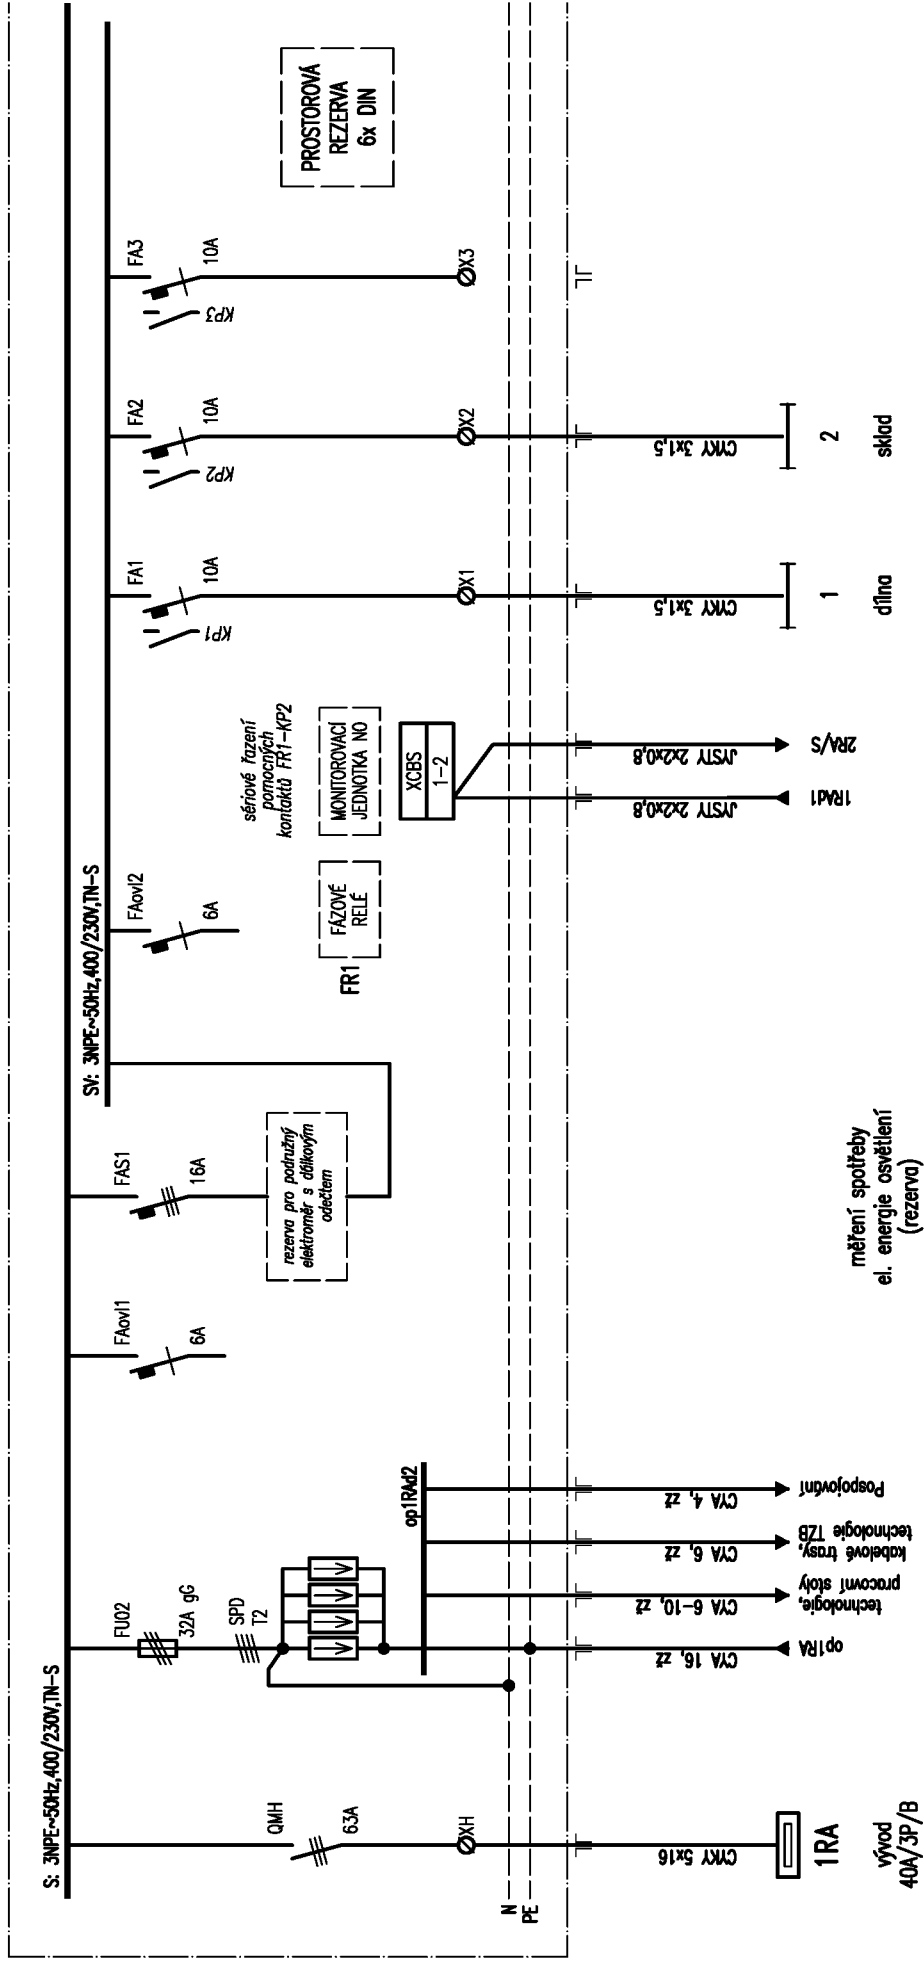 S: 3NPE~50Hz,400/230V,TN-S
QMH
63A
XH
N
PE
CYKY 5x16
1RA
vývod
40A/3P/B
FU02
32A gG
SPD
T2
op1RAd2
CYA 16, zž
op1RA
CYA 6-10, zž
technologie,
pracovní stoly
CYA 6, zž
kabelové trasy,
technologie TZB
CYA 4, zž
Pospojování
FAovl1
6A
FAS1
16A
rezerva pro podružný
elektroměr s dálkovým
odečtem
měření spotřeby
el. energie osvětlení
(rezerva)
SV: 3NPE~50Hz,400/230V,TN-S
FAovl2
6A
FR1
FÁZOVÉ
RELÉ
sériové řazení
pomocných
kontaktů FR1-KP2
MONITOROVACÍ
JEDNOTKA NO
XCBS
1-2
JYSTY 2x2x0,8
1RAd1
JYSTY 2x2x0,8
2RA/S
FA1
10A
KP1
X1
CYKY 3x1,5
1
dílna
FA2
10A
KP2
X2
CYKY 3x1,5
2
sklad
FA3
10A
KP3
X3
PROSTOROVÁ
REZERVA
6x DIN